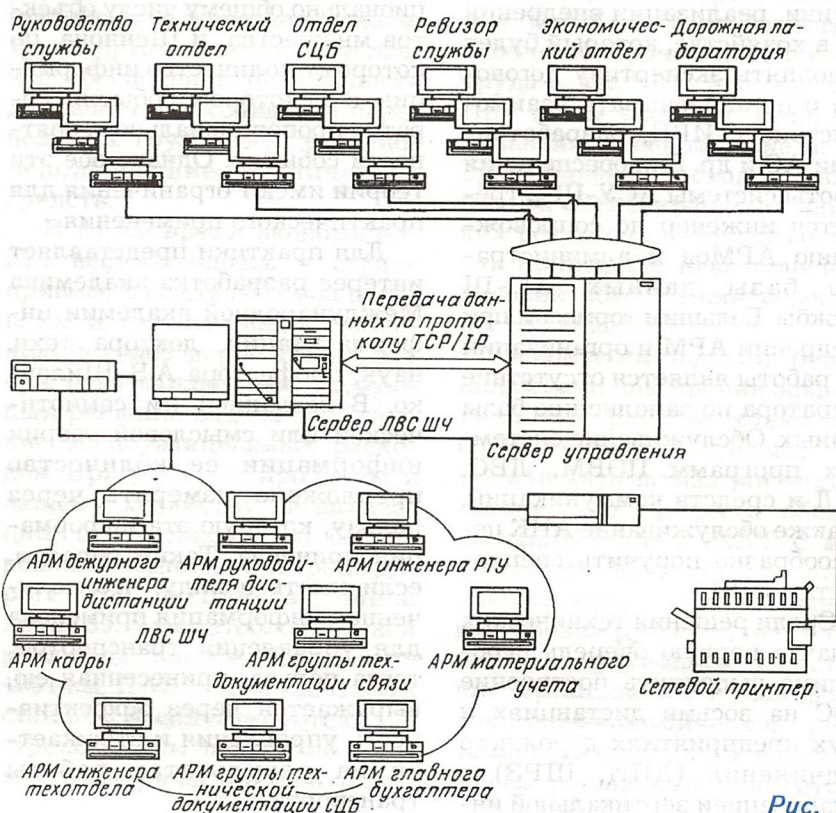 Руководство службы
Технический отдел
Отдел СЦБ
Ревизор службы
Экономичес-
кий отдел
Дорожная ла-
баратория
Передача дан-
ных по прото-
колу TCP/IP
Сервер ЛВС ШЧ
Сервер управления
АРМ дежурного
инженера
дистанции
АРМ руководи-
теля дис-
танции
АРМ инженера РТУ
ЛВС ШЧ
АРМ кадры
АРМ группы тех-
документации связи
АРМ материального
учета
Сетевой принтер.
АРМ инженера
техотдела
АРМ группы тех-
нической
документации СЦБ
АРМ главного
бухгалтера
Рис.